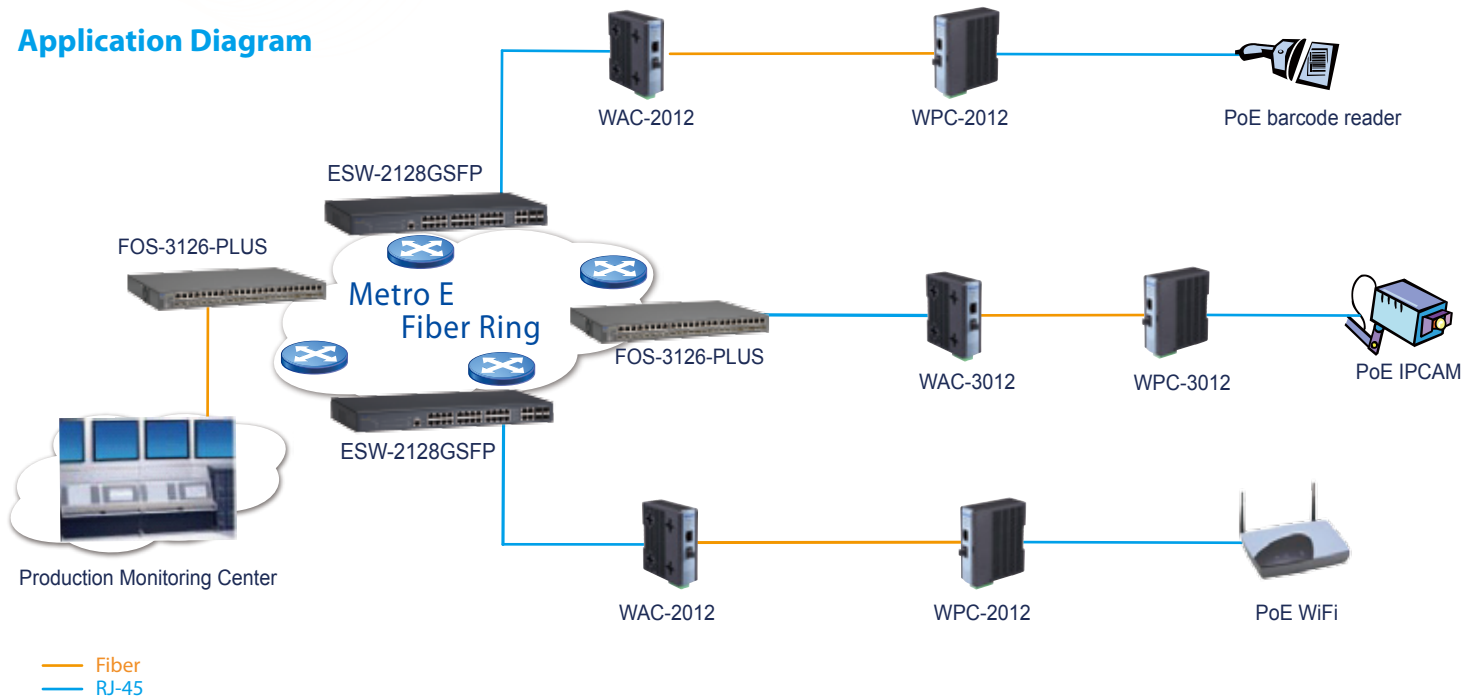 Application Diagram
WAC-2012
WPC-2012
PoE barcode reader
ESW-2128GSFP
FOS-3126-PLUS
Metro E
Fiber Ring
FOS-3126-PLUS
WAC-3012
WPC-3012
PoE IPCAM
ESW-2128GSFP
Production Monitoring Center
WAC-2012
WPC-2012
PoE WiFi
Fiber
RJ-45